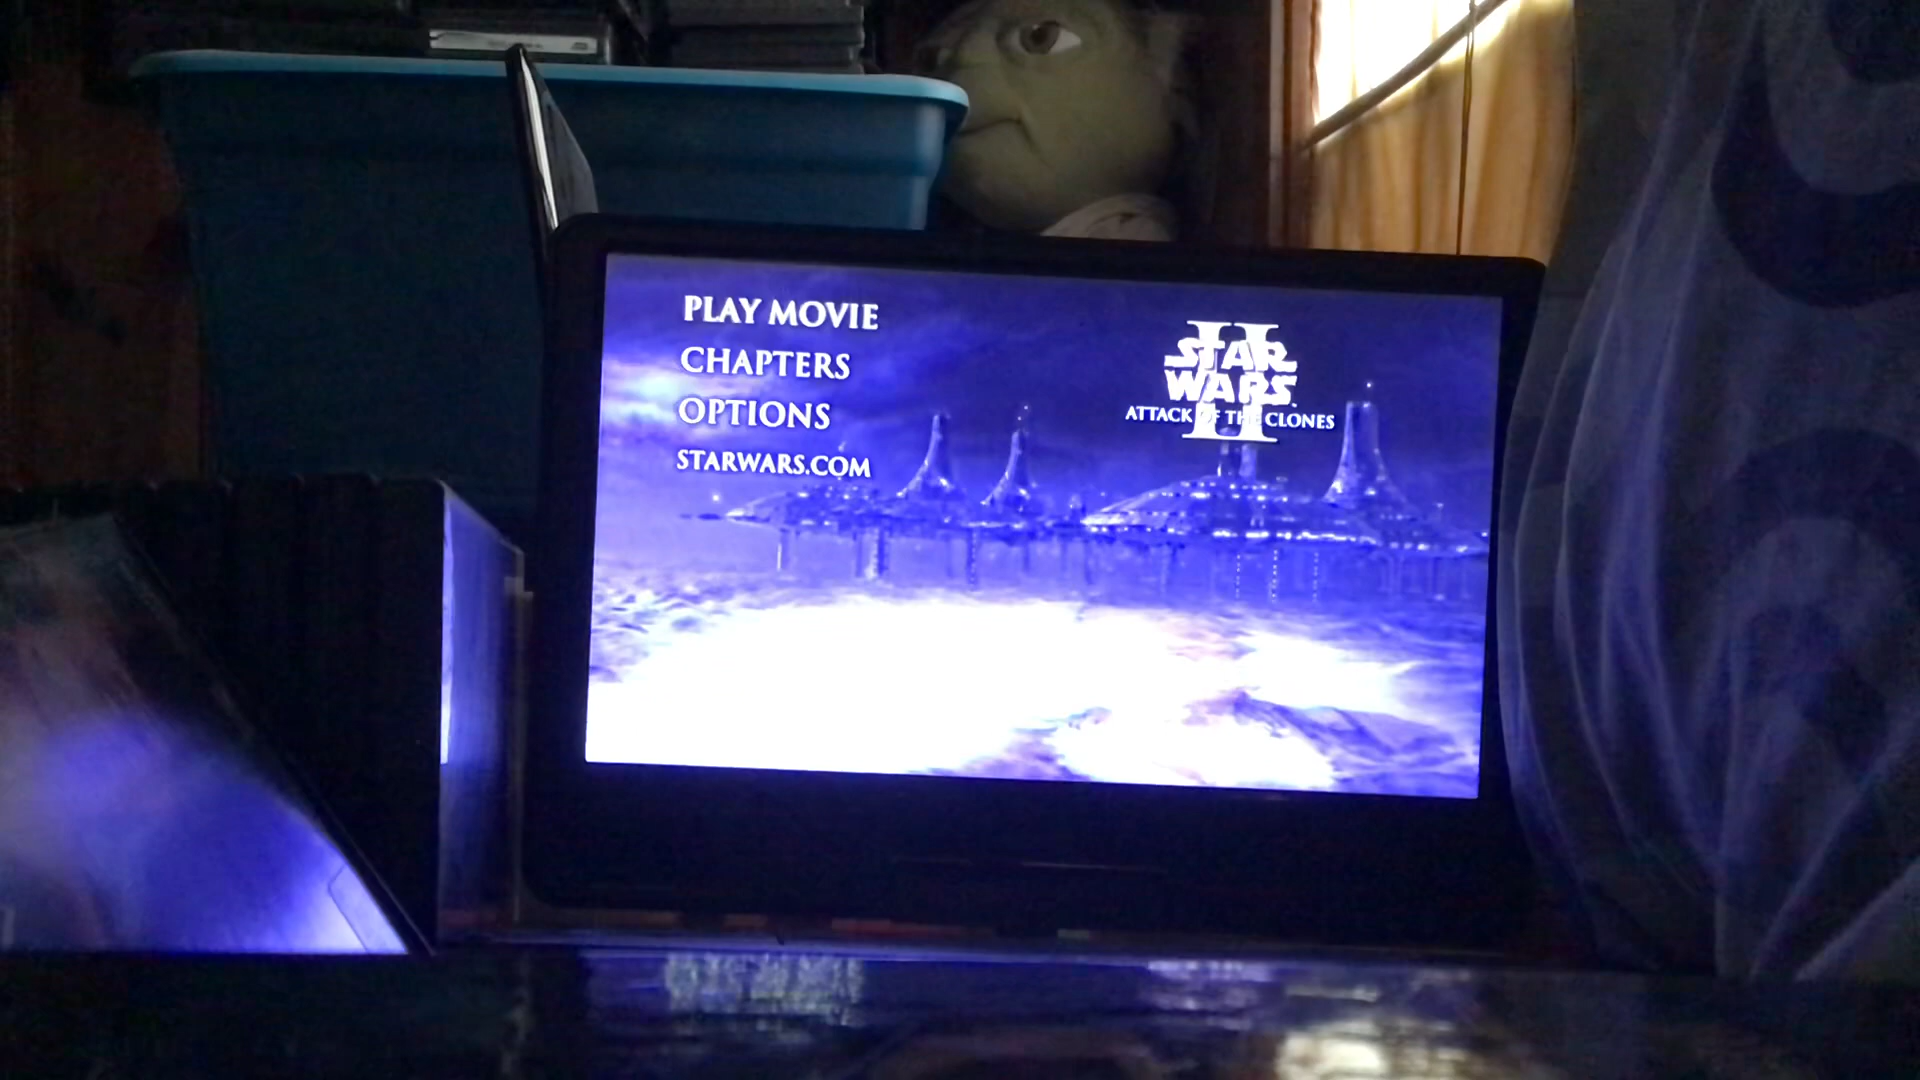 PLAY MOVIE
CHAPTERS
OPTIONS
STARWARS.COM
II
STAR
WARS
ATTACK OF THE CLONES